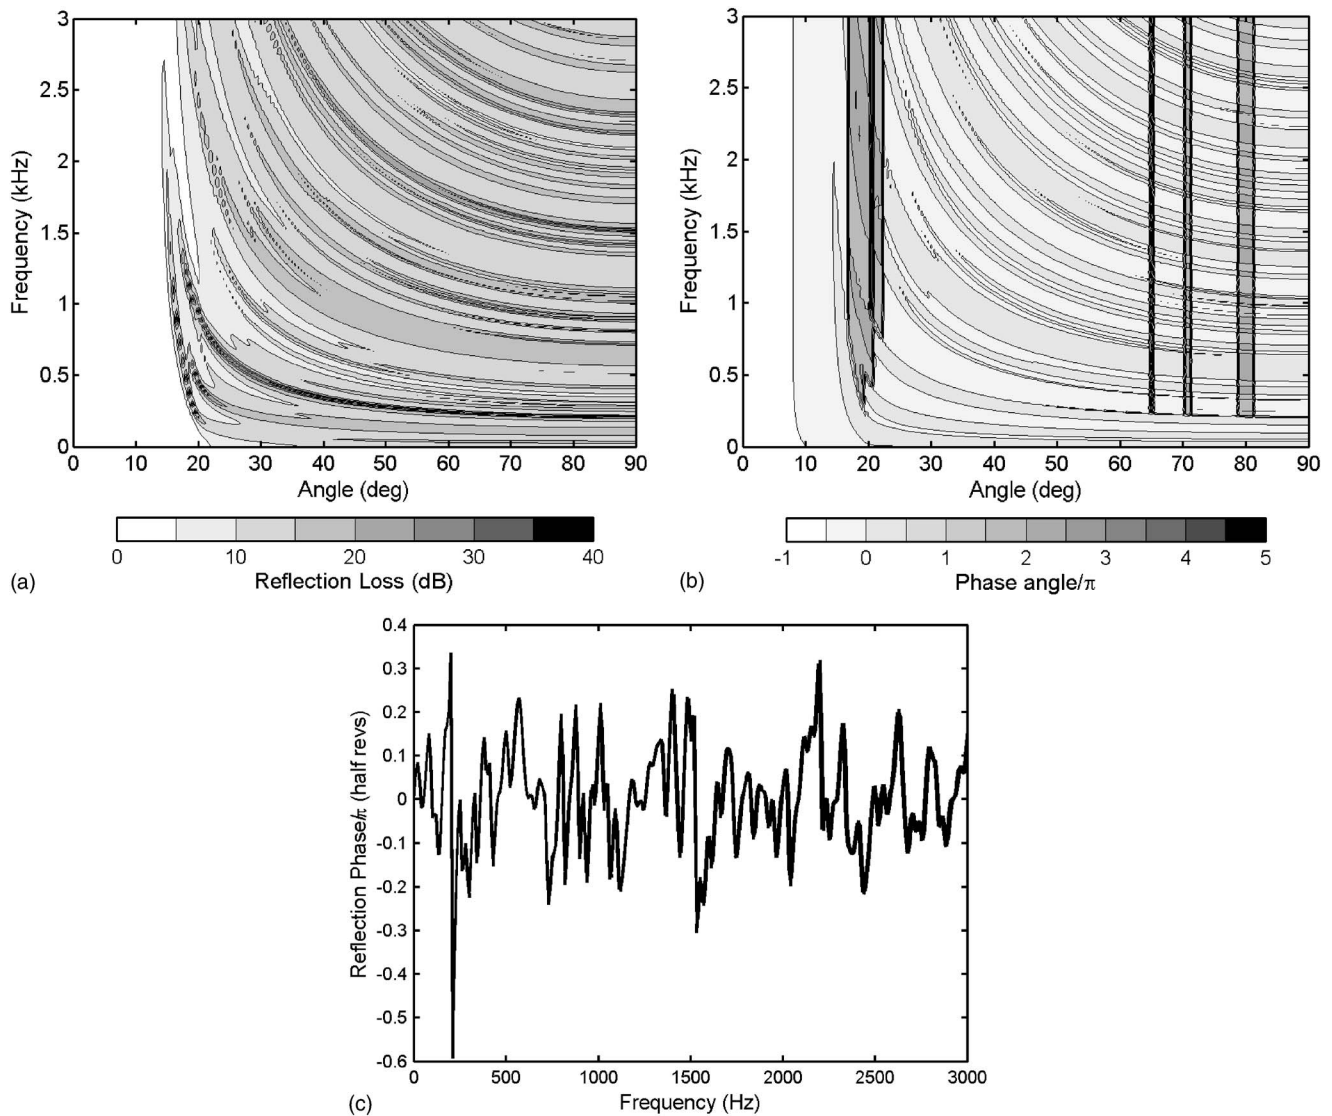 3
2.5
2
1.5
1
0.5
0
Frequency (kHz)
0 10 20 30 40 50 60 70 80 90
Angle (deg)
0 10 20 30 40
Reflection Loss (dB)
(a)
3
2.5
2
1.5
1
0.5
0
Frequency (kHz)
0 10 20 30 40 50 60 70 80 90
Angle (deg)
-1 0 1 2 3 4 5
Phase angle/π
(b)
0.4
0.3
0.2
0.1
0
-0.1
-0.2
-0.3
-0.4
-0.5
-0.6
Reflection Phase/π (half revs)
0 500 1000 1500 2000 2500 3000
Frequency (Hz)
(c)